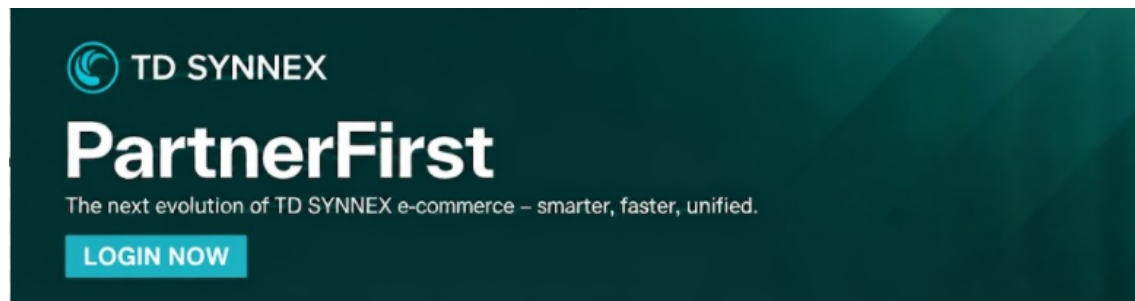 TD SYNNEX
PartnerFirst
The next evolution of TD SYNNEX e-commerce – smarter, faster, unified.
LOGIN NOW